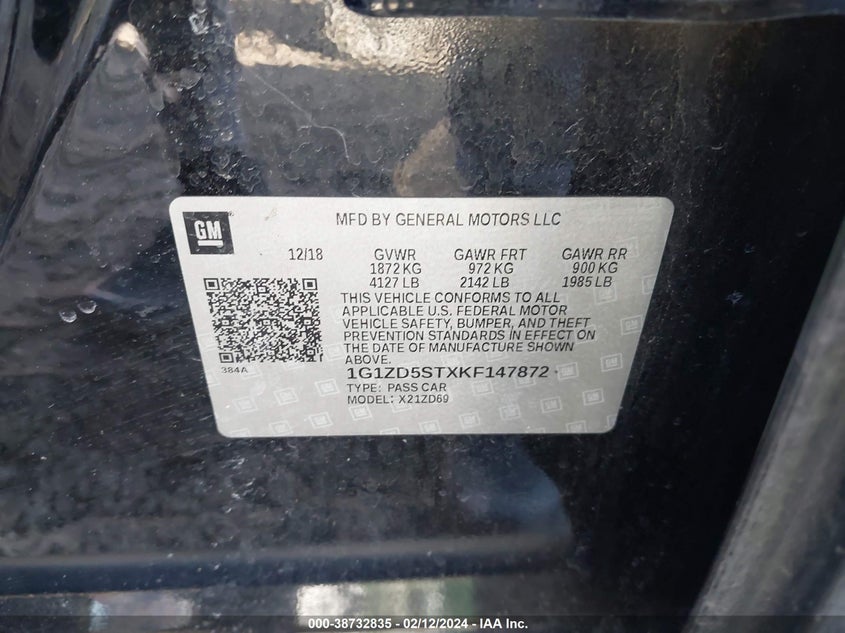 GM
MFD BY GENERAL MOTORS LLC
12/18 GVWR GAWR FRT GAWR RR
1872 KG 972 KG 900 KG
4127 LB 2142 LB 1985 LB
THIS VEHICLE CONFORMS TO ALL
APPLICABLE U.S. FEDERAL MOTOR
VEHICLE SAFETY, BUMPER, AND THEFT
PREVENTION STANDARDS IN EFFECT ON
THE DATE OF MANUFACTURE SHOWN
ABOVE.
384A
1G1ZD5STXKF147872
TYPE: PASS CAR
MODEL: X21ZD69
000-38732835 - 02/12/2024 - IAA Inc.